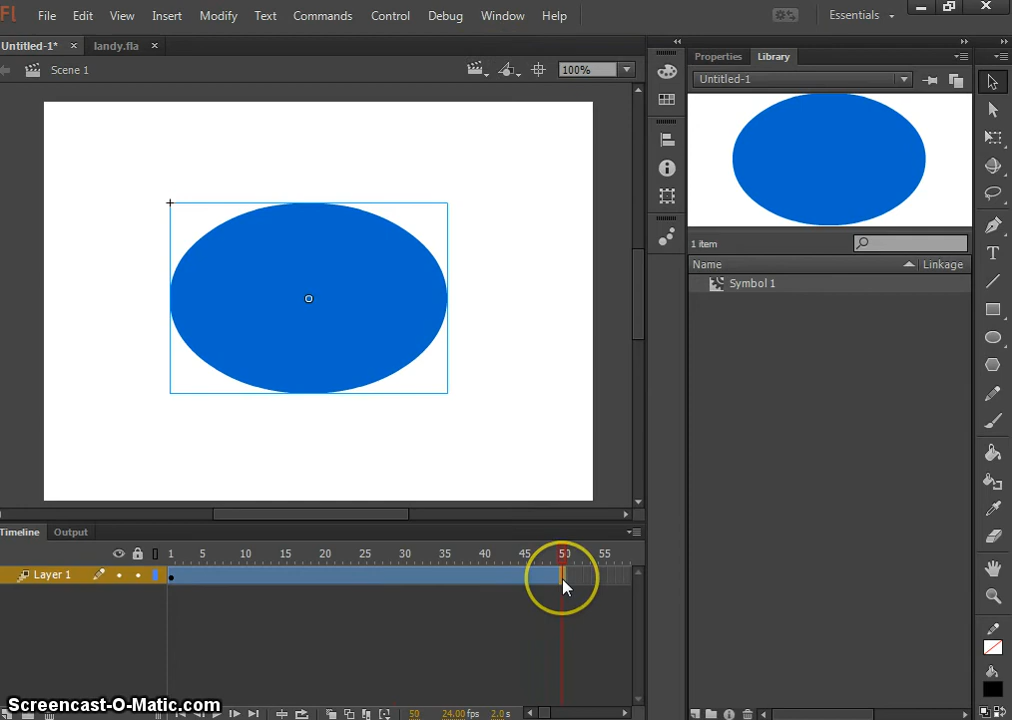 Fl File Edit View Insert Modify Text Commands Control Debug Window Help Essentials
Untitled-1* × landy.fla × Properties Library
Scene 1 100% Untitled-1
1 item
Name Linkage
Symbol 1
Timeline Output
1 5 10 15 20 25 30 35 40 45 50 55
Layer 1
50 24.00 fps 2.0 s
Screencast-O-Matic.com